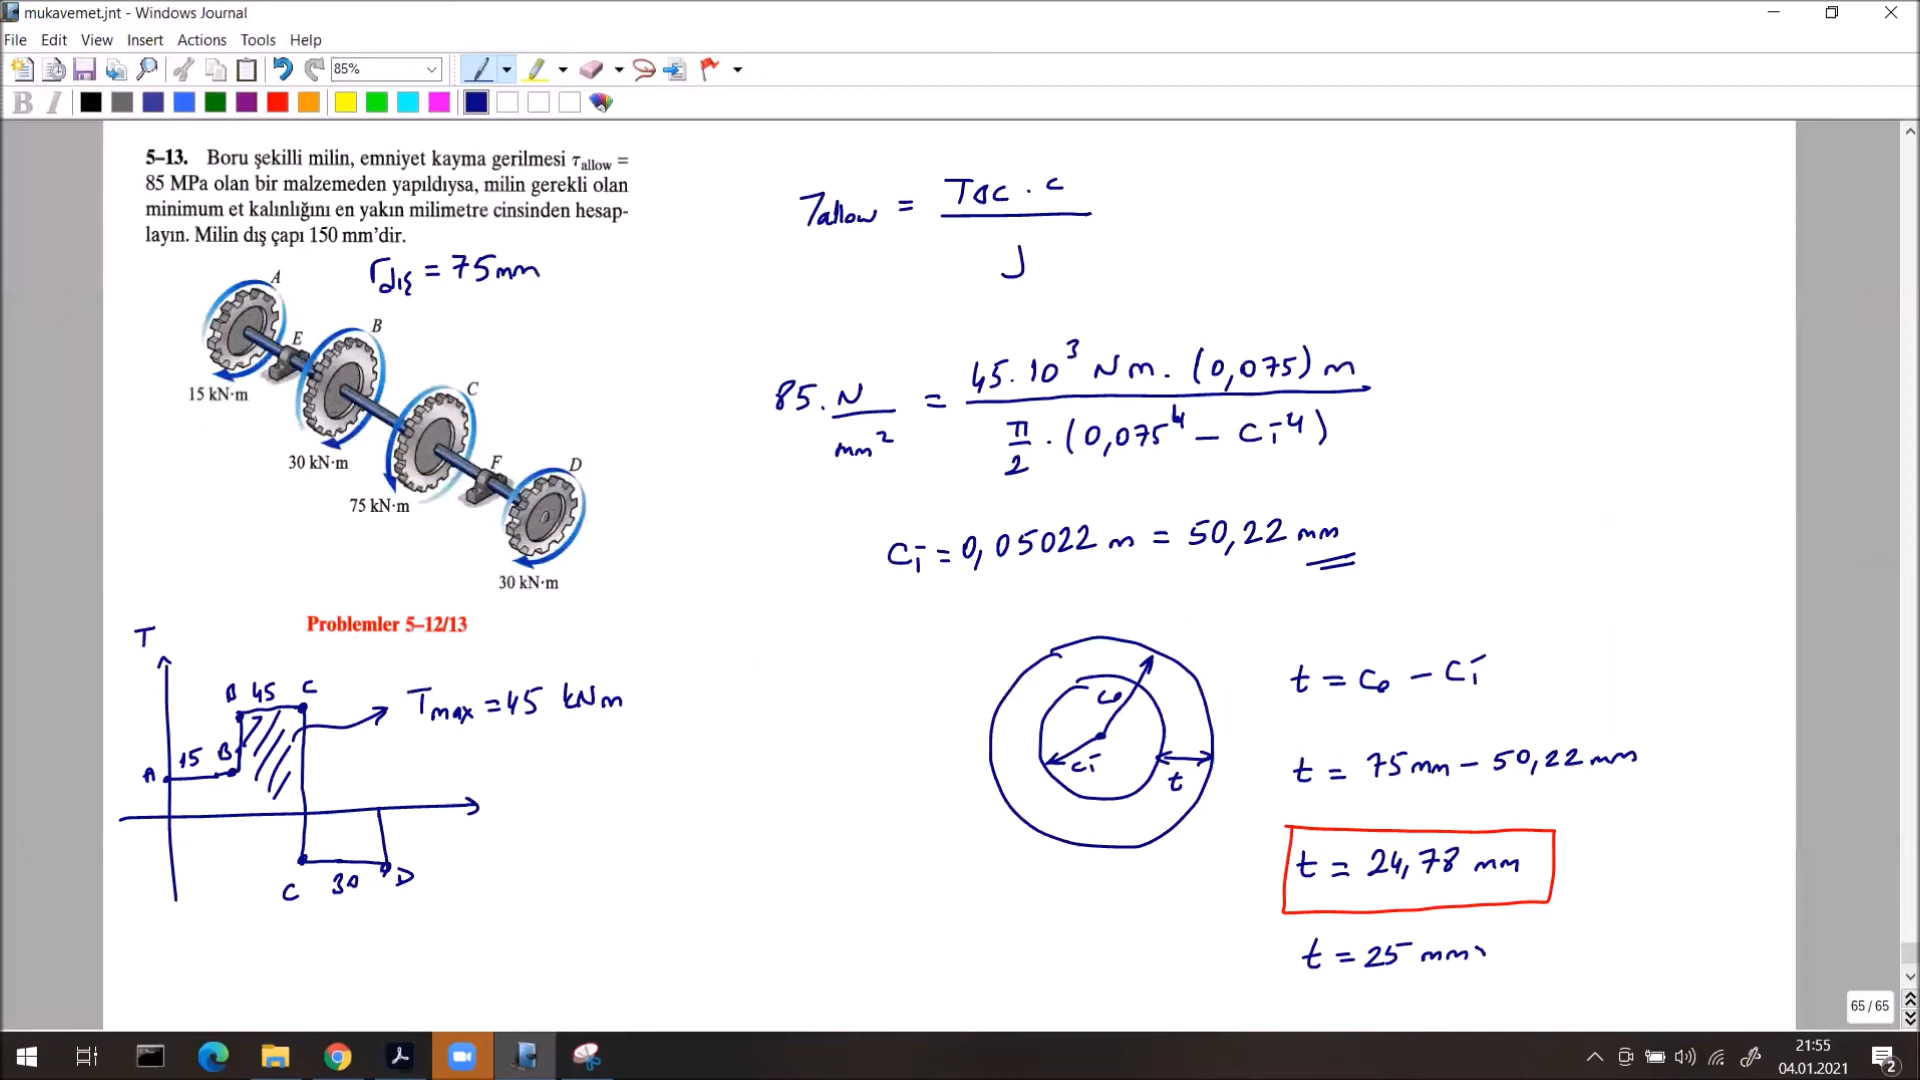 mukavemet.jnt - Windows Journal
File Edit View Insert Actions Tools Help
85%
B I
5–13. Boru şekilli milin, emniyet kayma gerilmesi τallow =
85 MPa olan bir malzemeden yapıldıysa, milin gerekli olan
minimum et kalınlığını en yakın milimetre cinsinden hesap-
layın. Milin dış çapı 150 mm’dir.
rdış = 75mm
A
E
B
15 kN·m
C
30 kN·m
F
D
75 kN·m
30 kN·m
Problemler 5–12/13
T
B 45 C
Tmax = 45 kNm
A 15 B
C 30 D
τallow = TBC . c
J
85. N
mm² = 45. 10³ Nm. (0,075) m
π/2 . (0,075⁴ – Ci⁴)
Ci = 0,05022 m = 50,22 mm
co
ci
t
t = co – ci
t = 75mm – 50,22 mm
t = 24,78 mm
t = 25 mm
65 / 65
21:55
04.01.2021
2